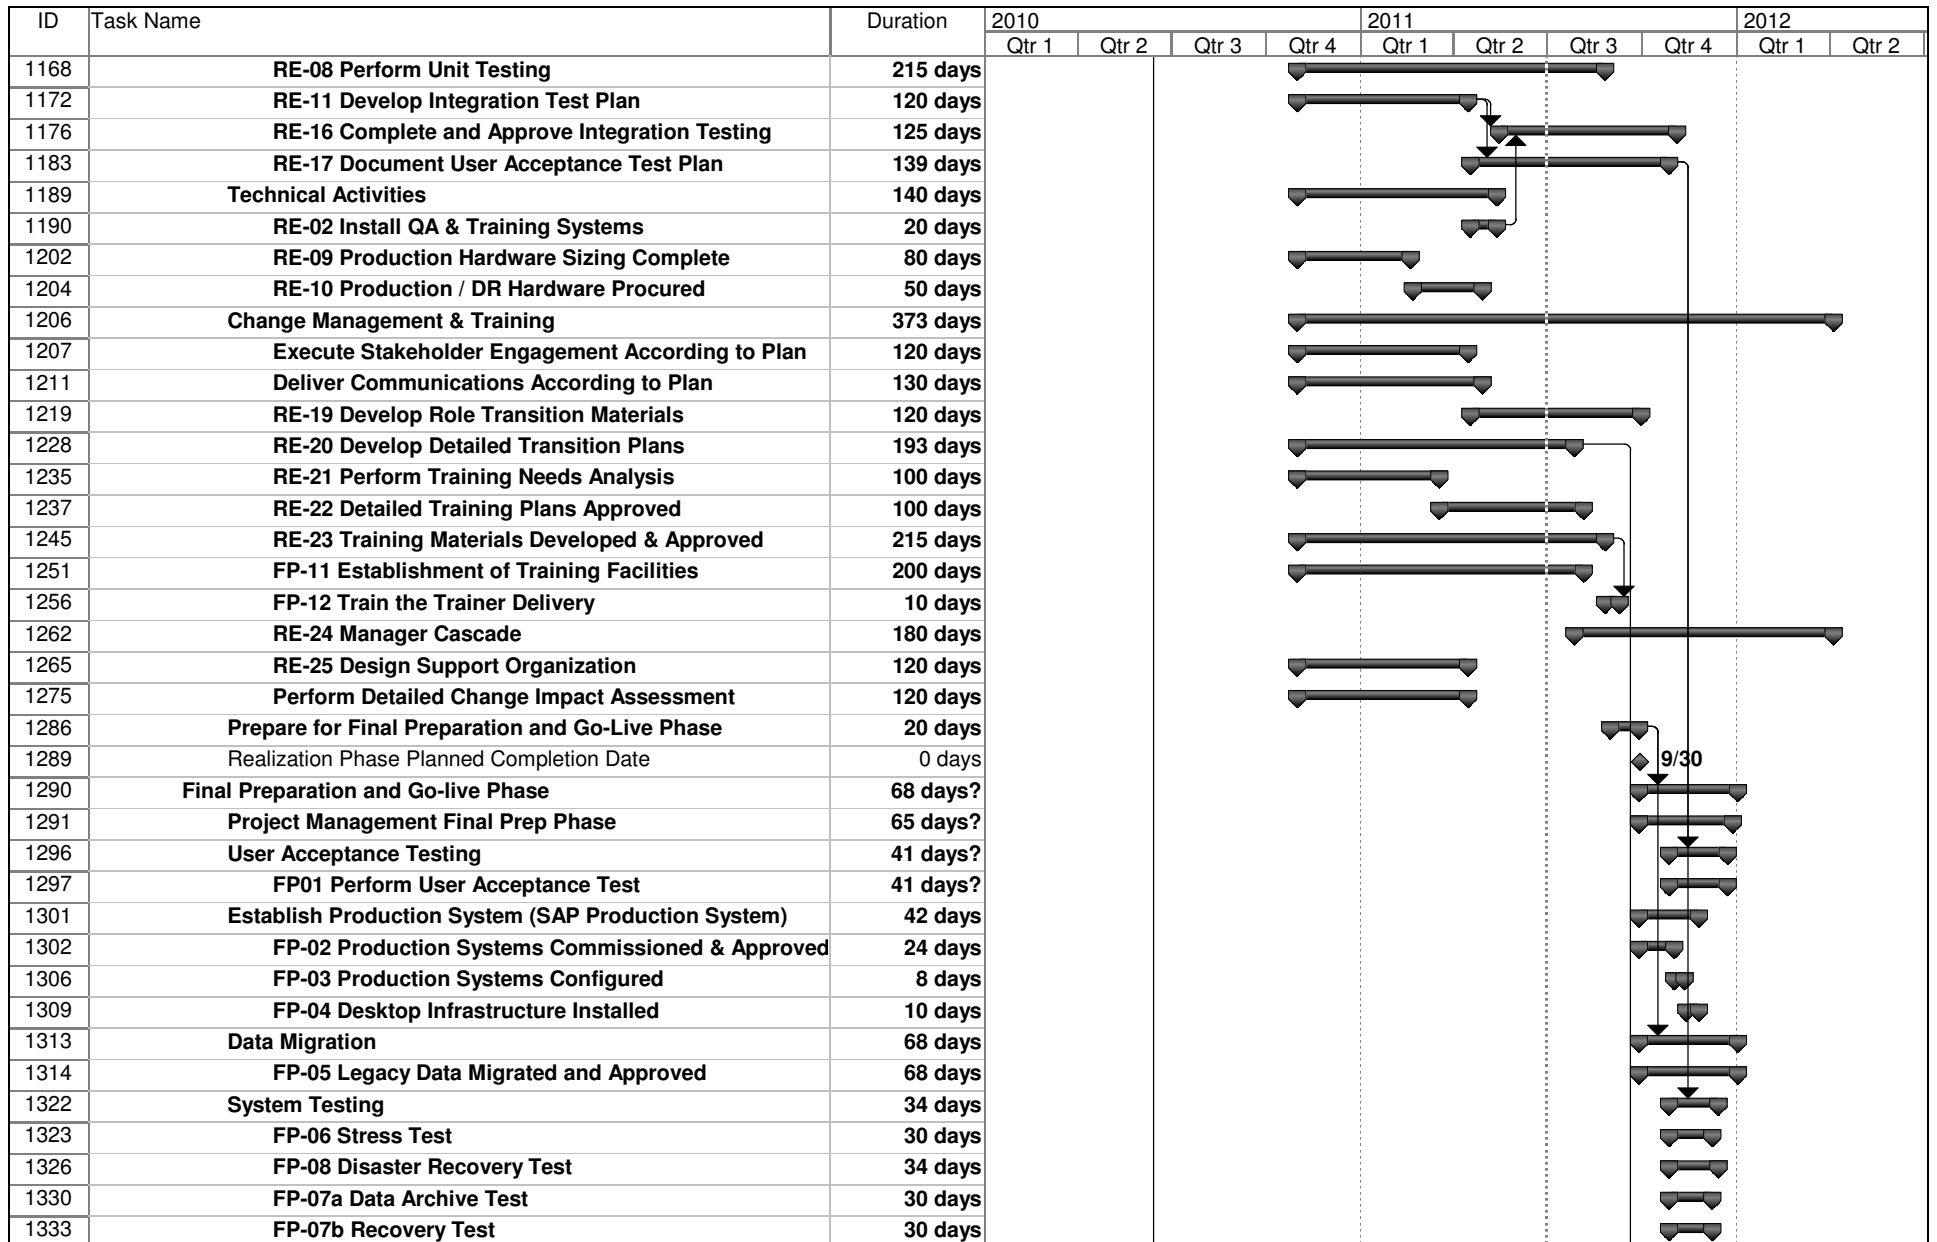 ID Task Name Duration 2010 2011 2012
Qtr 1 Qtr 2 Qtr 3 Qtr 4 Qtr 1 Qtr 2 Qtr 3 Qtr 4 Qtr 1 Qtr 2
1168 RE-08 Perform Unit Testing 215 days
1172 RE-11 Develop Integration Test Plan 120 days
1176 RE-16 Complete and Approve Integration Testing 125 days
1183 RE-17 Document User Acceptance Test Plan 139 days
1189 Technical Activities 140 days
1190 RE-02 Install QA & Training Systems 20 days
1202 RE-09 Production Hardware Sizing Complete 80 days
1204 RE-10 Production / DR Hardware Procured 50 days
1206 Change Management & Training 373 days
1207 Execute Stakeholder Engagement According to Plan 120 days
1211 Deliver Communications According to Plan 130 days
1219 RE-19 Develop Role Transition Materials 120 days
1228 RE-20 Develop Detailed Transition Plans 193 days
1235 RE-21 Perform Training Needs Analysis 100 days
1237 RE-22 Detailed Training Plans Approved 100 days
1245 RE-23 Training Materials Developed & Approved 215 days
1251 FP-11 Establishment of Training Facilities 200 days
1256 FP-12 Train the Trainer Delivery 10 days
1262 RE-24 Manager Cascade 180 days
1265 RE-25 Design Support Organization 120 days
1275 Perform Detailed Change Impact Assessment 120 days
1286 Prepare for Final Preparation and Go-Live Phase 20 days
1289 Realization Phase Planned Completion Date 0 days 9/30
1290 Final Preparation and Go-live Phase 68 days?
1291 Project Management Final Prep Phase 65 days?
1296 User Acceptance Testing 41 days?
1297 FP01 Perform User Acceptance Test 41 days?
1301 Establish Production System (SAP Production System) 42 days
1302 FP-02 Production Systems Commissioned & Approved 24 days
1306 FP-03 Production Systems Configured 8 days
1309 FP-04 Desktop Infrastructure Installed 10 days
1313 Data Migration 68 days
1314 FP-05 Legacy Data Migrated and Approved 68 days
1322 System Testing 34 days
1323 FP-06 Stress Test 30 days
1326 FP-08 Disaster Recovery Test 34 days
1330 FP-07a Data Archive Test 30 days
1333 FP-07b Recovery Test 30 days